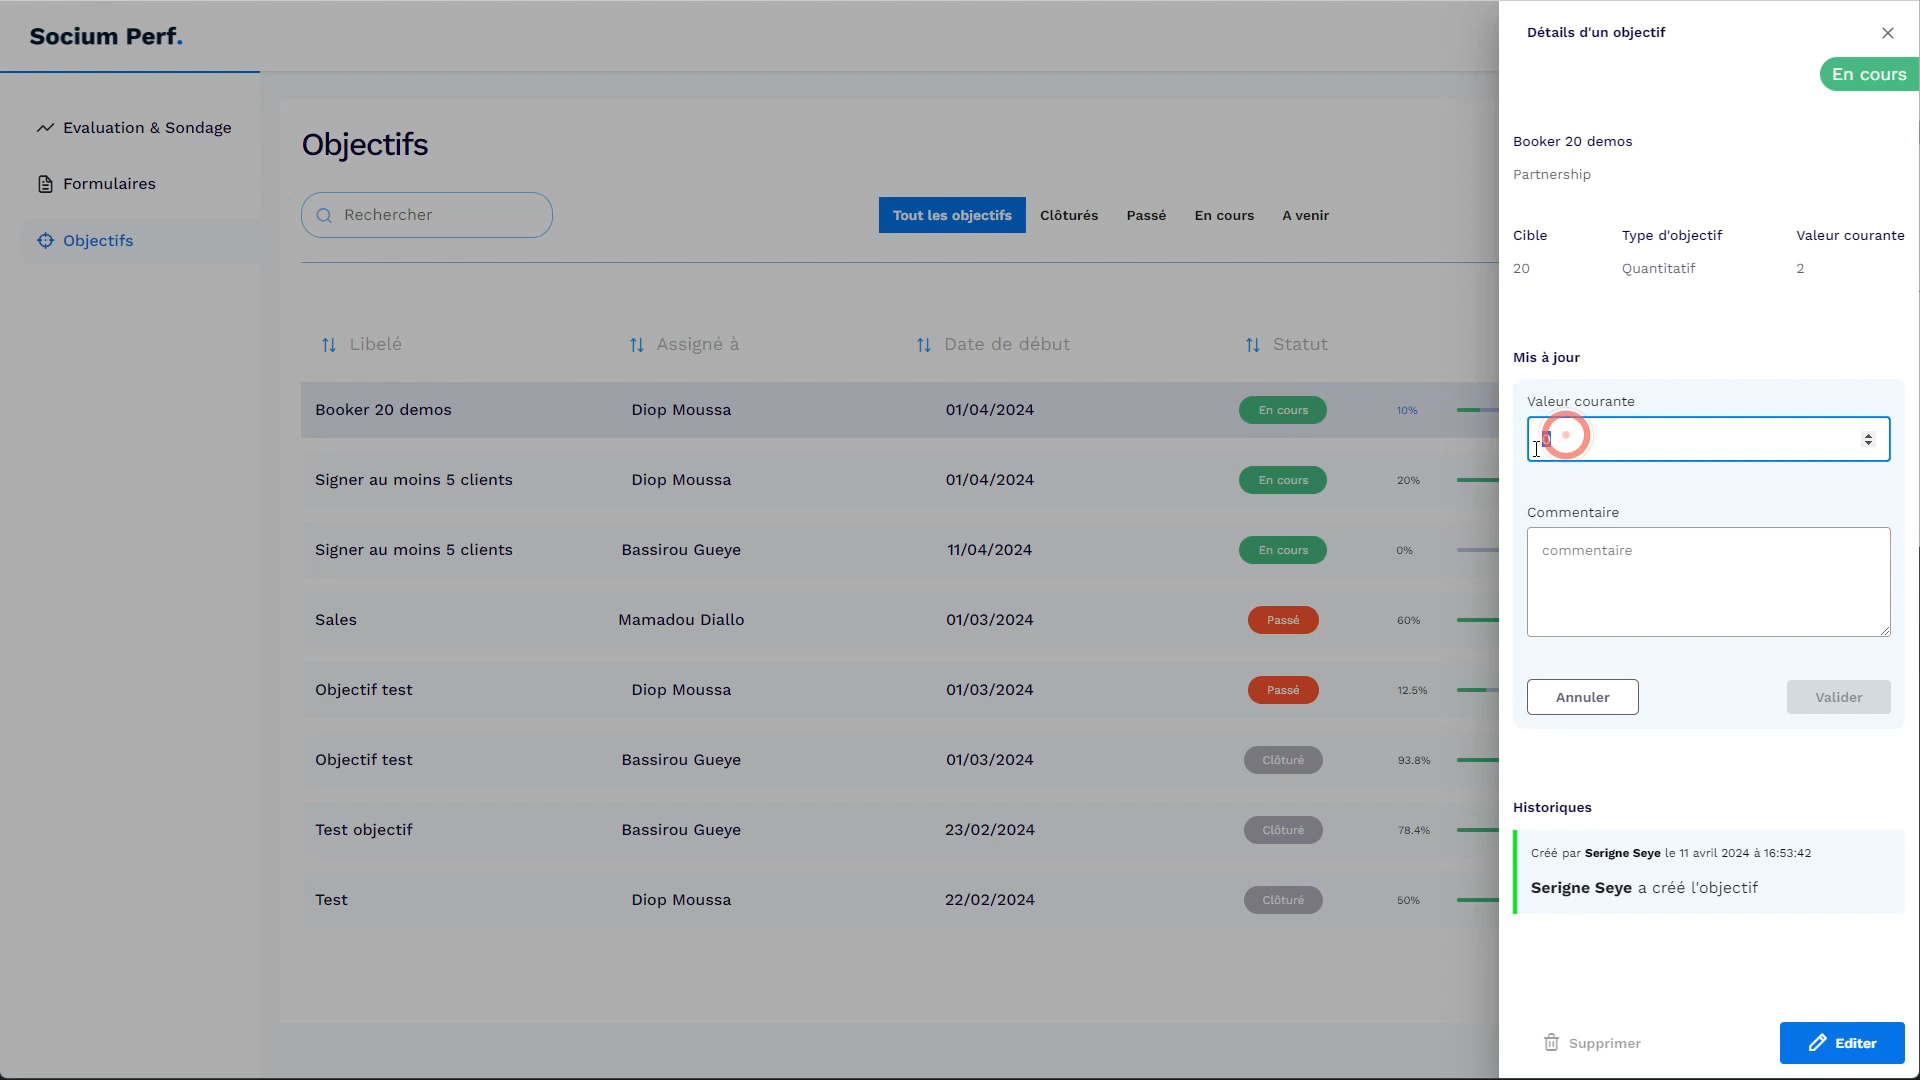 Socium Perf.
Evaluation & Sondage
Formulaires
Objectifs
Objectifs
Rechercher
Tout les objectifs Clôturés Passé En cours A venir
Libelé Assigné à Date de début Statut
Booker 20 demos Diop Moussa 01/04/2024 En cours 10%
Signer au moins 5 clients Diop Moussa 01/04/2024 En cours 20%
Signer au moins 5 clients Bassirou Gueye 11/04/2024 En cours 0%
Sales Mamadou Diallo 01/03/2024 Passé 60%
Objectif test Diop Moussa 01/03/2024 Passé 12.5%
Objectif test Bassirou Gueye 01/03/2024 Clôturé 93.8%
Test objectif Bassirou Gueye 23/02/2024 Clôturé 78.4%
Test Diop Moussa 22/02/2024 Clôturé 50%
Détails d'un objectif
En cours
Booker 20 demos
Partnership
Cible Type d'objectif Valeur courante
20 Quantitatif 2
Mis à jour
Valeur courante
0
Commentaire
commentaire
Annuler Valider
Historiques
Créé par Serigne Seye le 11 avril 2024 à 16:53:42
Serigne Seye a créé l'objectif
Supprimer Editer